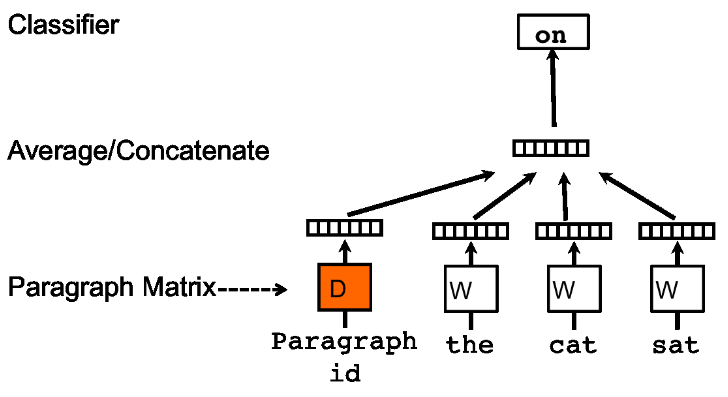 Classifier
on
Average/Concatenate
Paragraph Matrix
D
W
W
W
Paragraph
id
the
cat
sat